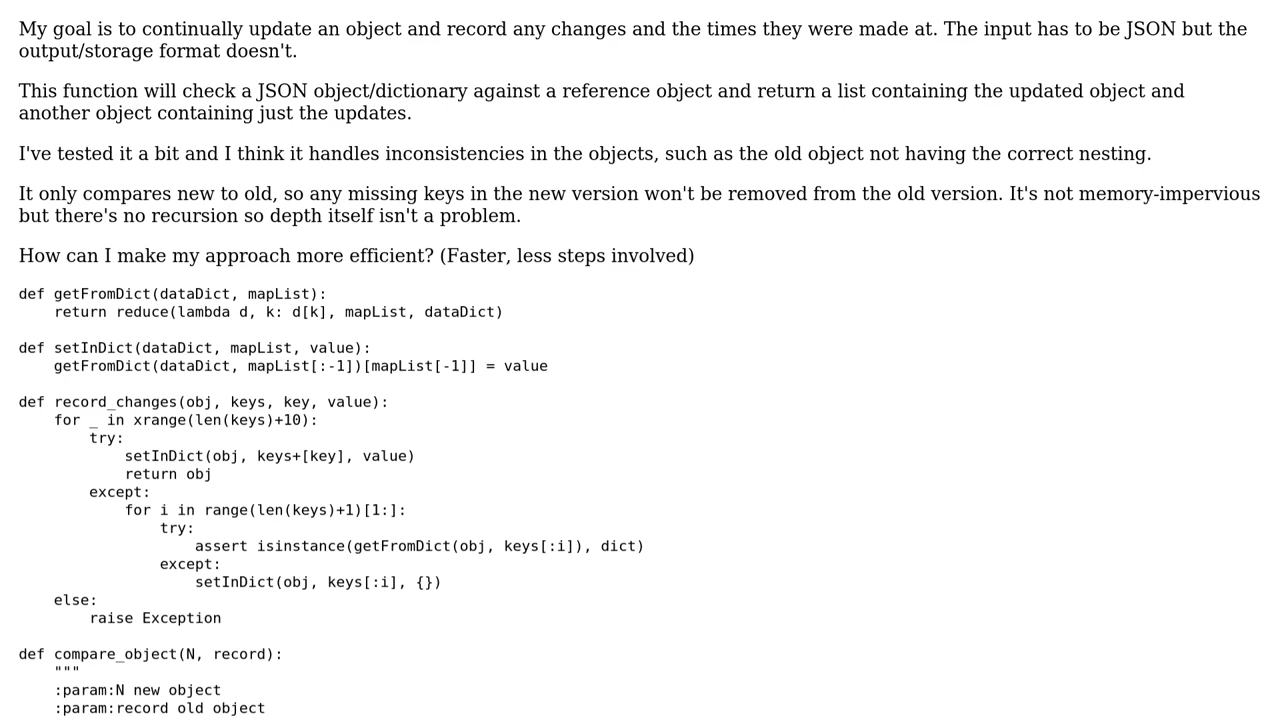 My goal is to continually update an object and record any changes and the times they were made at. The input has to be JSON but the
output/storage format doesn't.
This function will check a JSON object/dictionary against a reference object and return a list containing the updated object and
another object containing just the updates.
I've tested it a bit and I think it handles inconsistencies in the objects, such as the old object not having the correct nesting.
It only compares new to old, so any missing keys in the new version won't be removed from the old version. It's not memory-impervious
but there's no recursion so depth itself isn't a problem.
How can I make my approach more efficient? (Faster, less steps involved)
def getFromDict(dataDict, mapList):
    return reduce(lambda d, k: d[k], mapList, dataDict)
def setInDict(dataDict, mapList, value):
    getFromDict(dataDict, mapList[:-1])[mapList[-1]] = value
def record_changes(obj, keys, key, value):
    for _ in xrange(len(keys)+10):
        try:
            setInDict(obj, keys+[key], value)
            return obj
        except:
            for i in range(len(keys)+1)[1:]:
                try:
                    assert isinstance(getFromDict(obj, keys[:i]), dict)
                except:
                    setInDict(obj, keys[:i], {})
    else:
        raise Exception
def compare_object(N, record):
    """
    :param:N new object
    :param:record old object